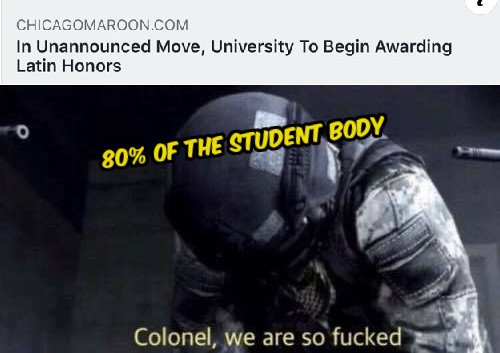 CHICAGOMAROON.COM
In Unannounced Move, University To Begin Awarding
Latin Honors
80% OF THE STUDENT BODY
Colonel, we are so fucked